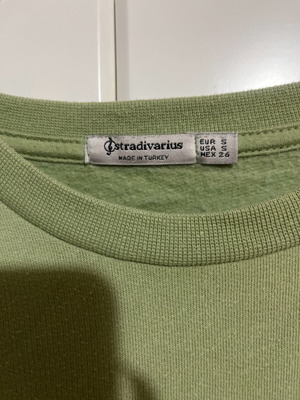 stradivarius
MADE IN TURKEY
EUR S
USA S
MEX 26